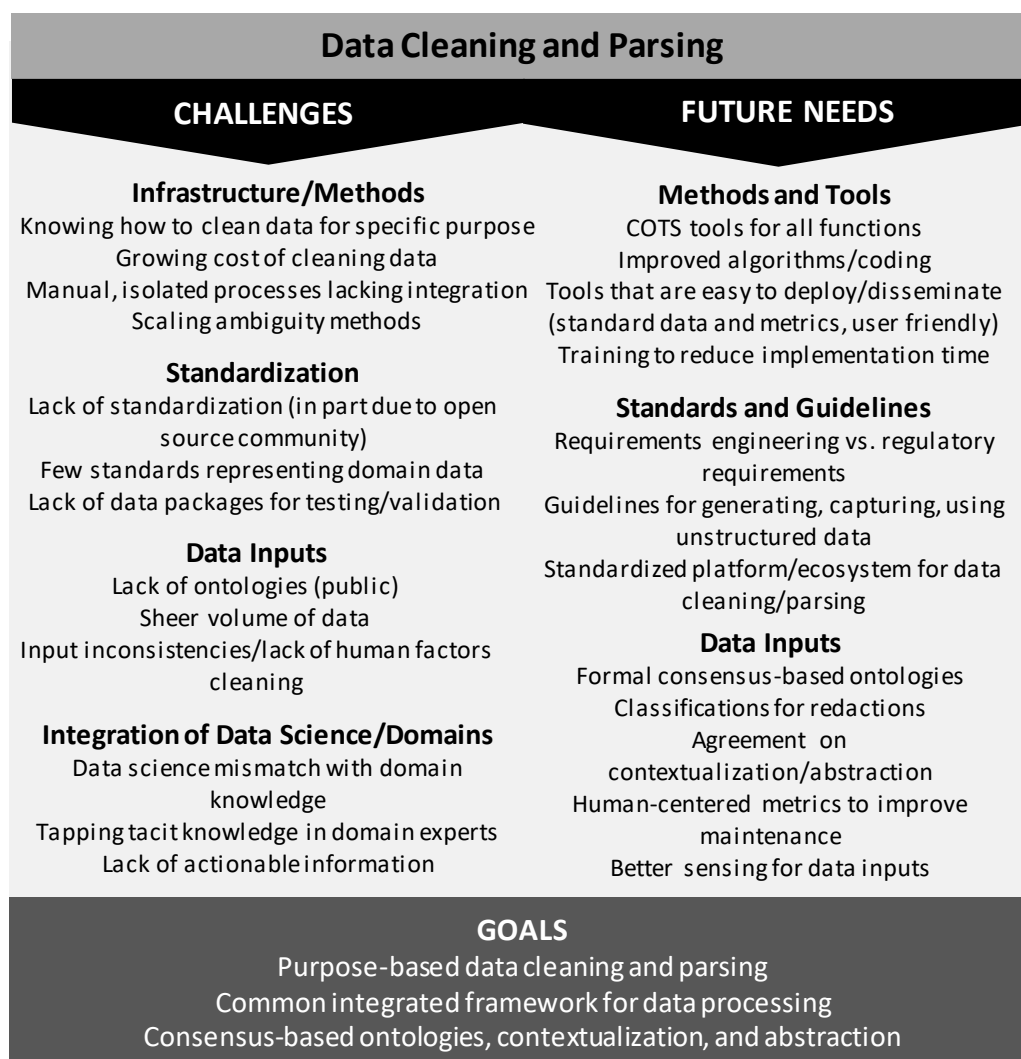 Data Cleaning and Parsing
CHALLENGES
Infrastructure/Methods
Knowing how to clean data for specific purpose
Growing cost of cleaning data
Manual, isolated processes lacking integration
Scaling ambiguity methods
Standardization
Lack of standardization (in part due to open
source community)
Few standards representing domain data
Lack of data packages for testing/validation
Data Inputs
Lack of ontologies (public)
Sheer volume of data
Input inconsistencies/lack of human factors
cleaning
Integration of Data Science/Domains
Data science mismatch with domain
knowledge
Tapping tacit knowledge in domain experts
Lack of actionable information
FUTURE NEEDS
Methods and Tools
COTS tools for all functions
Improved algorithms/coding
Tools that are easy to deploy/disseminate
(standard data and metrics, user friendly)
Training to reduce implementation time
Standards and Guidelines
Requirements engineering vs. regulatory
requirements
Guidelines for generating, capturing, using
unstructured data
Standardized platform/ecosystem for data
cleaning/parsing
Data Inputs
Formal consensus-based ontologies
Classifications for redactions
Agreement on
contextualization/abstraction
Human-centered metrics to improve
maintenance
Better sensing for data inputs
GOALS
Purpose-based data cleaning and parsing
Common integrated framework for data processing
Consensus-based ontologies, contextualization, and abstraction